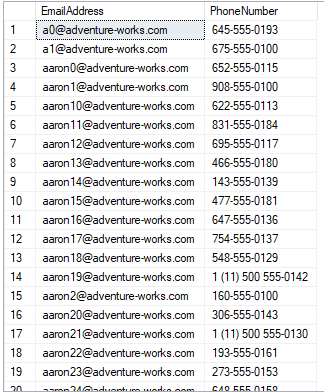 EmailAddress PhoneNumber
1 a0@adventure-works.com 645-555-0193
2 a1@adventure-works.com 675-555-0100
3 aaron0@adventure-works.com 652-555-0115
4 aaron1@adventure-works.com 908-555-0100
5 aaron10@adventure-works.com 622-555-0113
6 aaron11@adventure-works.com 831-555-0184
7 aaron12@adventure-works.com 695-555-0117
8 aaron13@adventure-works.com 466-555-0180
9 aaron14@adventure-works.com 143-555-0139
10 aaron15@adventure-works.com 477-555-0181
11 aaron16@adventure-works.com 647-555-0136
12 aaron17@adventure-works.com 754-555-0137
13 aaron18@adventure-works.com 548-555-0129
14 aaron19@adventure-works.com 1 (11) 500 555-0142
15 aaron2@adventure-works.com 160-555-0100
16 aaron20@adventure-works.com 306-555-0143
17 aaron21@adventure-works.com 1 (11) 500 555-0130
18 aaron22@adventure-works.com 193-555-0161
19 aaron23@adventure-works.com 273-555-0153
20 aaron24@adventure-works.com 648-555-0158